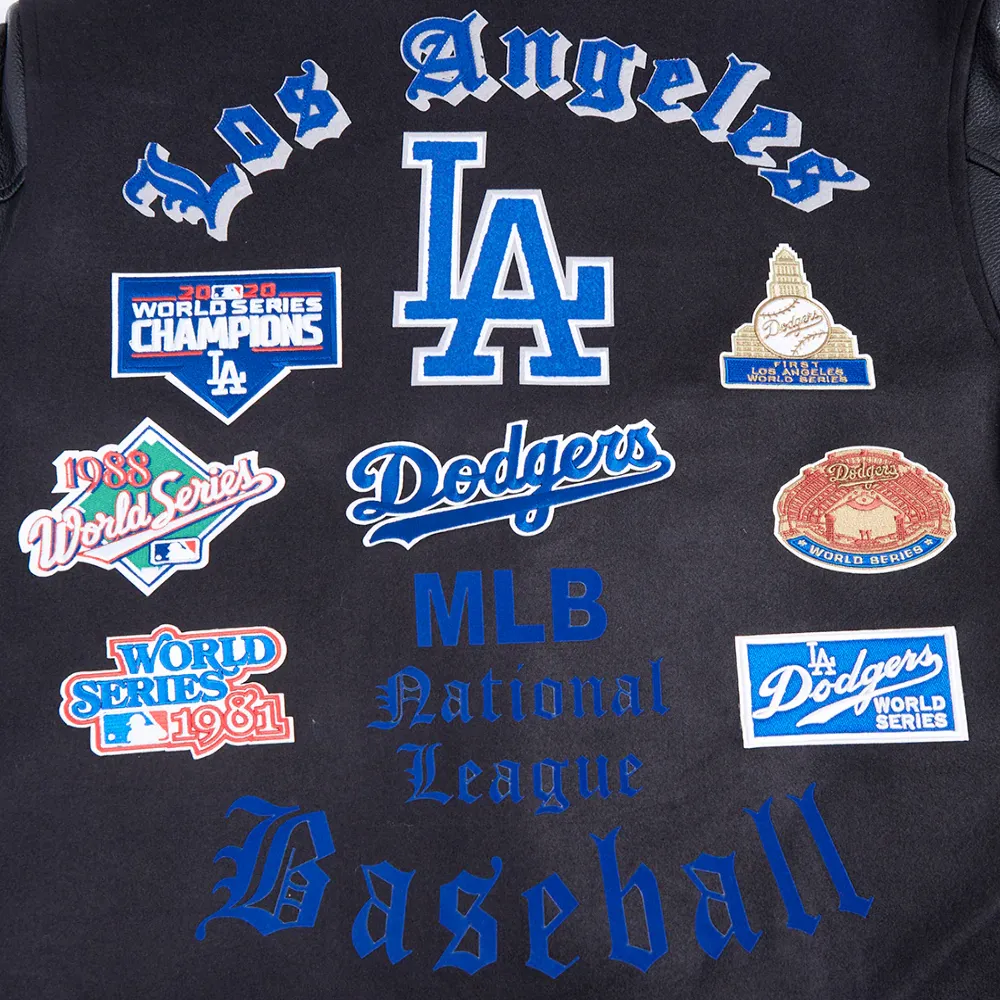 Los Angeles
LA
2020
WORLD SERIES
CHAMPIONS
LA
Dodgers
FIRST
LOS ANGELES
WORLD SERIES
1988
World Series
Dodgers
Dodgers
WORLD SERIES
MLB
National
League
Baseball
WORLD
SERIES
1981
LA
Dodgers
WORLD
SERIES